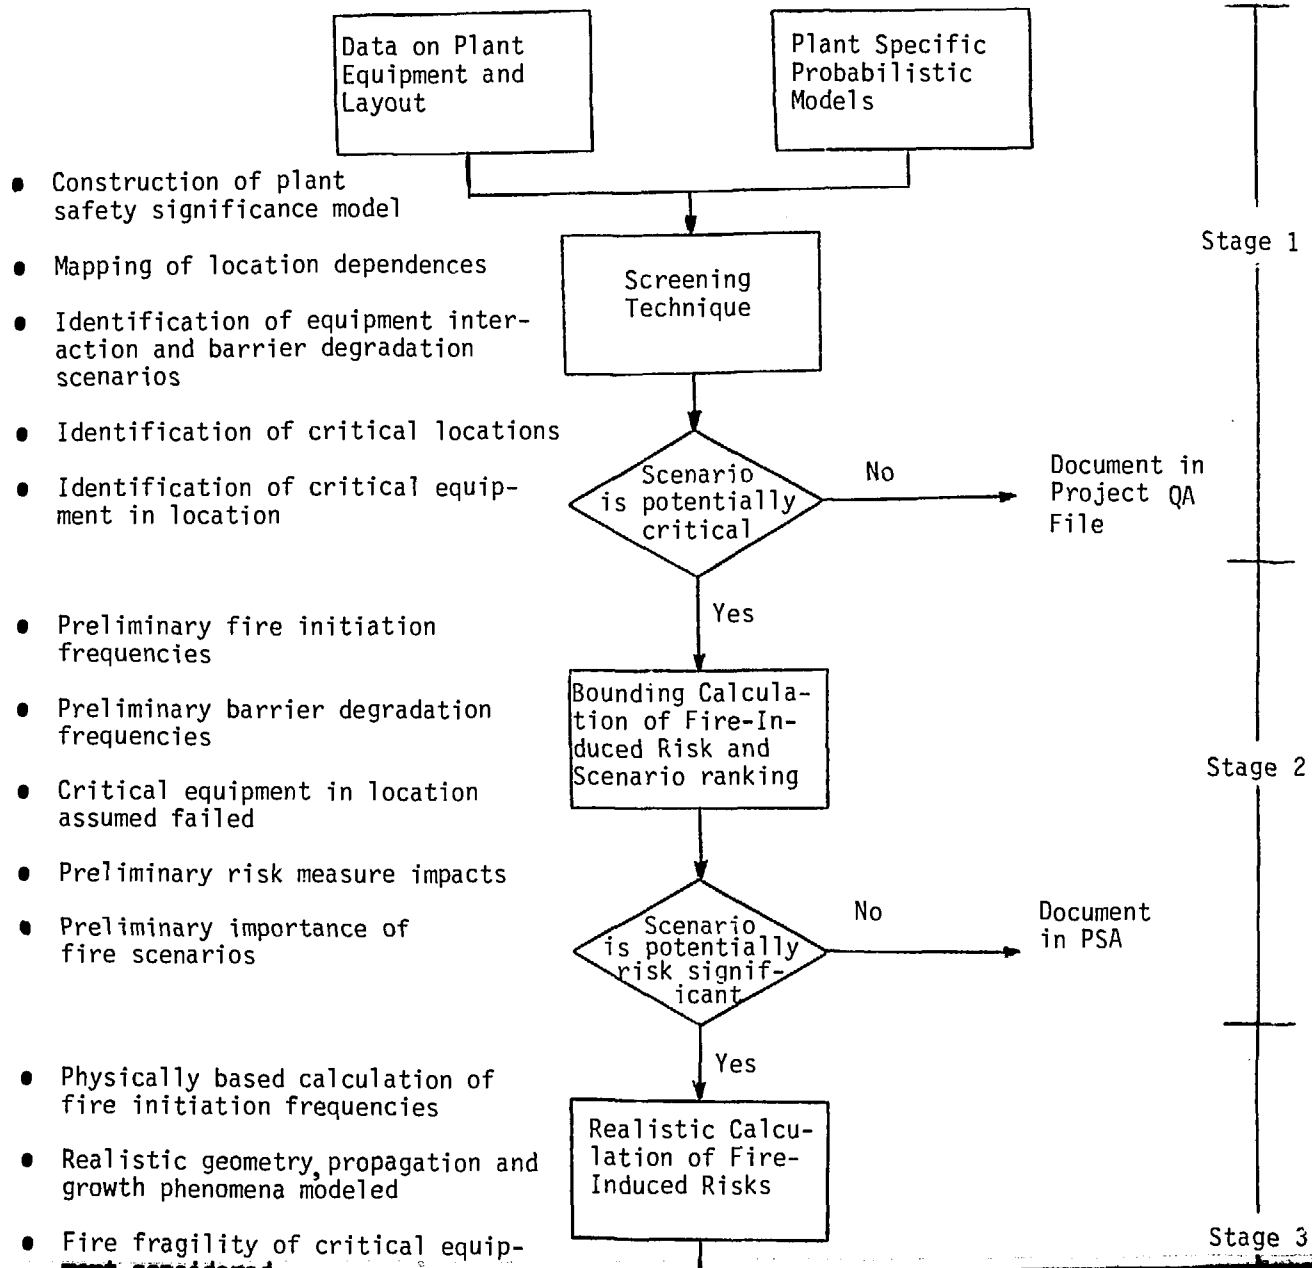 Data on Plant
Equipment and
Layout
Plant Specific
Probabilistic
Models
• Construction of plant
safety significance model
• Mapping of location dependences
• Identification of equipment inter-
action and barrier degradation
scenarios
• Identification of critical locations
• Identification of critical equip-
ment in location
Screening
Technique
Stage 1
Scenario
is potentially
critical
No
Document in
Project QA
File
Yes
• Preliminary fire initiation
frequencies
• Preliminary barrier degradation
frequencies
• Critical equipment in location
assumed failed
• Preliminary risk measure impacts
• Preliminary importance of
fire scenarios
Bounding Calcula-
tion of Fire-In-
duced Risk and
Scenario ranking
Stage 2
Scenario
is potentially
risk signif-
icant
No
Document
in PSA
Yes
• Physically based calculation of
fire initiation frequencies
• Realistic geometry, propagation and
growth phenomena modeled
• Fire fragility of critical equip-
Realistic Calcu-
lation of Fire-
Induced Risks
Stage 3